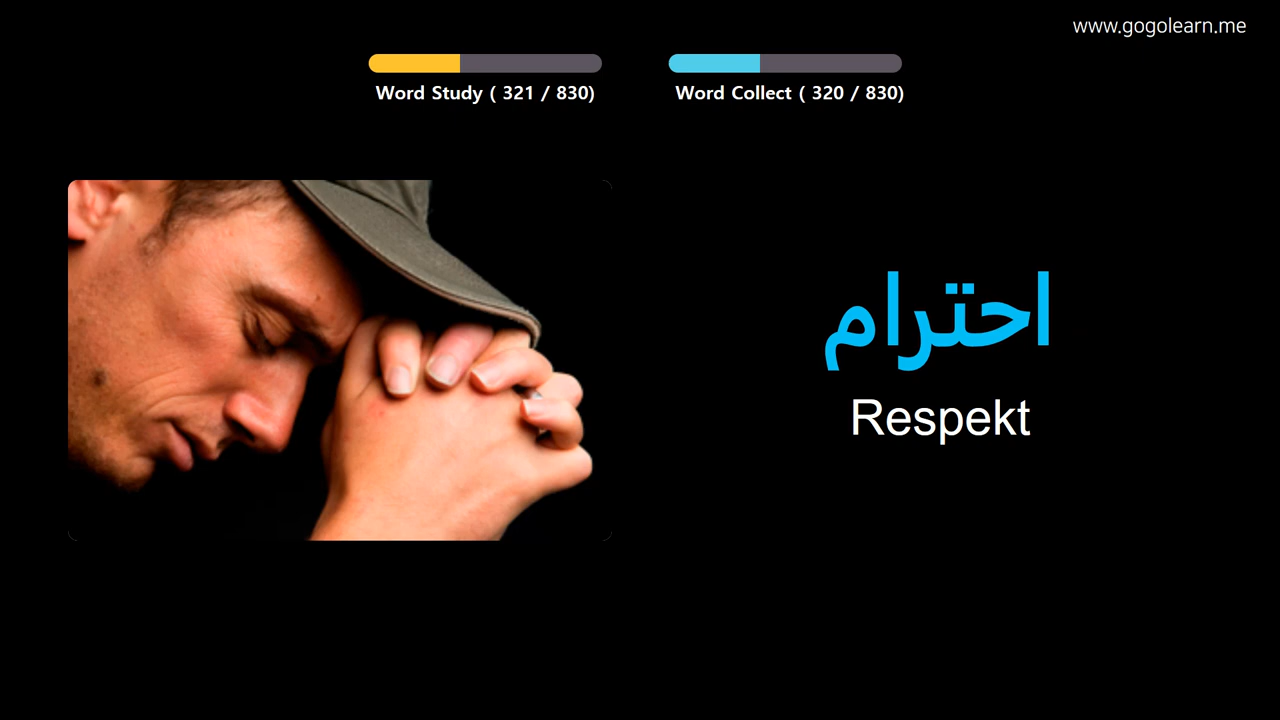 www.gogolearn.me
Word Study ( 321 / 830)
Word Collect ( 320 / 830)
احترام
Respekt